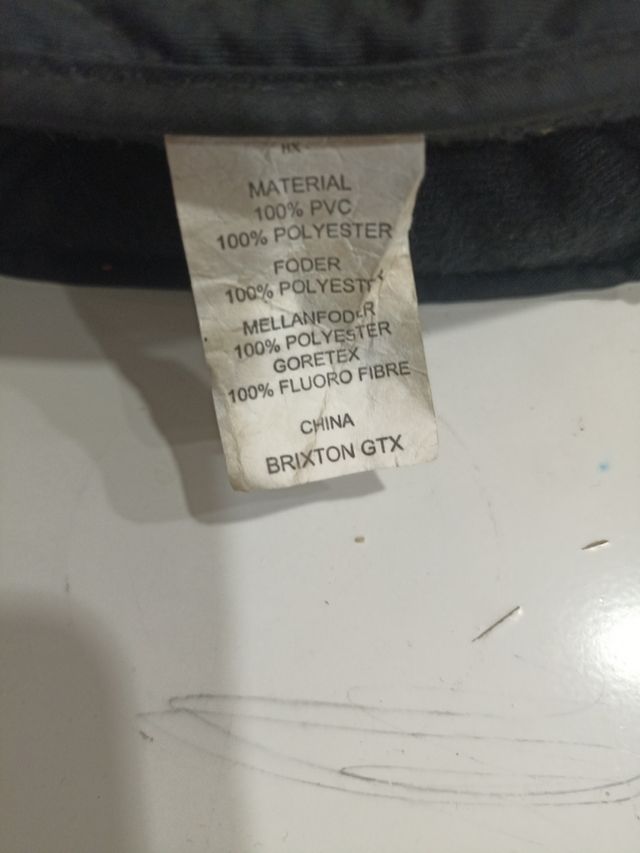 MATERIAL
100% PVC
100% POLYESTER
FODER
100% POLYESTER
MELLANFODER
100% POLYESTER
GORETEX
100% FLUORO FIBRE
CHINA
BRIXTON GTX